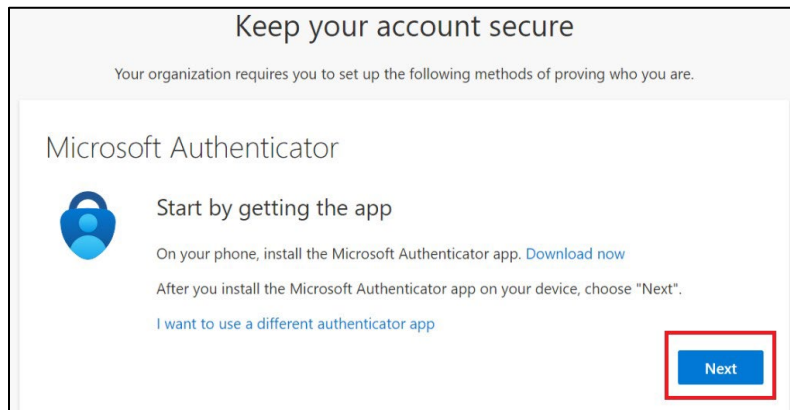 Keep your account secure
Your organization requires you to set up the following methods of proving who you are.
Microsoft Authenticator
Start by getting the app
On your phone, install the Microsoft Authenticator app. Download now
After you install the Microsoft Authenticator app on your device, choose "Next".
I want to use a different authenticator app
Next